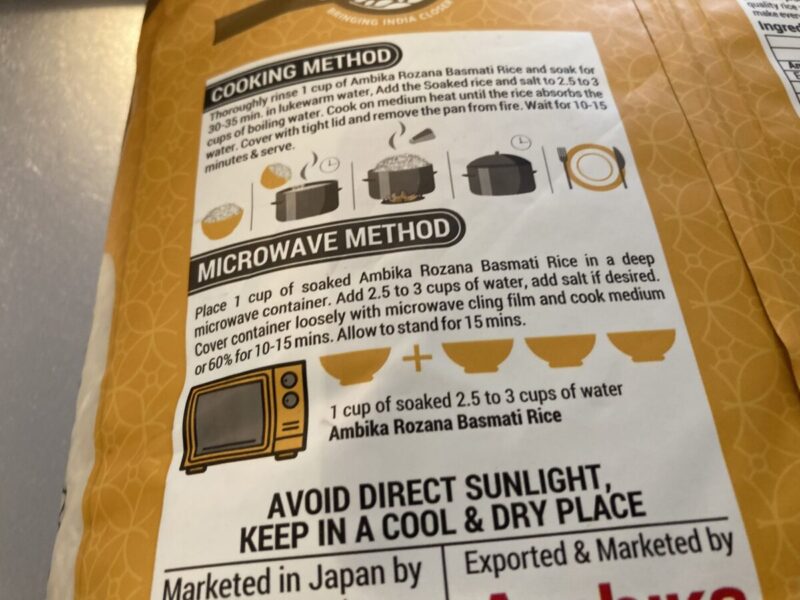 BRINGING INDIA CLOSER
COOKING METHOD
Thoroughly rinse 1 cup of Ambika Rozana Basmati Rice and soak for
30-35 min. in lukewarm water, Add the Soaked rice and salt to 2.5 to 3
cups of boiling water. Cook on medium heat until the rice absorbs the
water. Cover with tight lid and remove the pan from fire. Wait for 10-15
minutes & serve.
MICROWAVE METHOD
Place 1 cup of soaked Ambika Rozana Basmati Rice in a deep
microwave container. Add 2.5 to 3 cups of water, add salt if desired.
Cover container loosely with microwave cling film and cook medium
or 60% for 10-15 mins. Allow to stand for 15 mins.
1 cup of soaked 2.5 to 3 cups of water
Ambika Rozana Basmati Rice
AVOID DIRECT SUNLIGHT,
KEEP IN A COOL & DRY PLACE
Marketed in Japan by
Exported & Marketed by
quality rice
make ever
Ingred